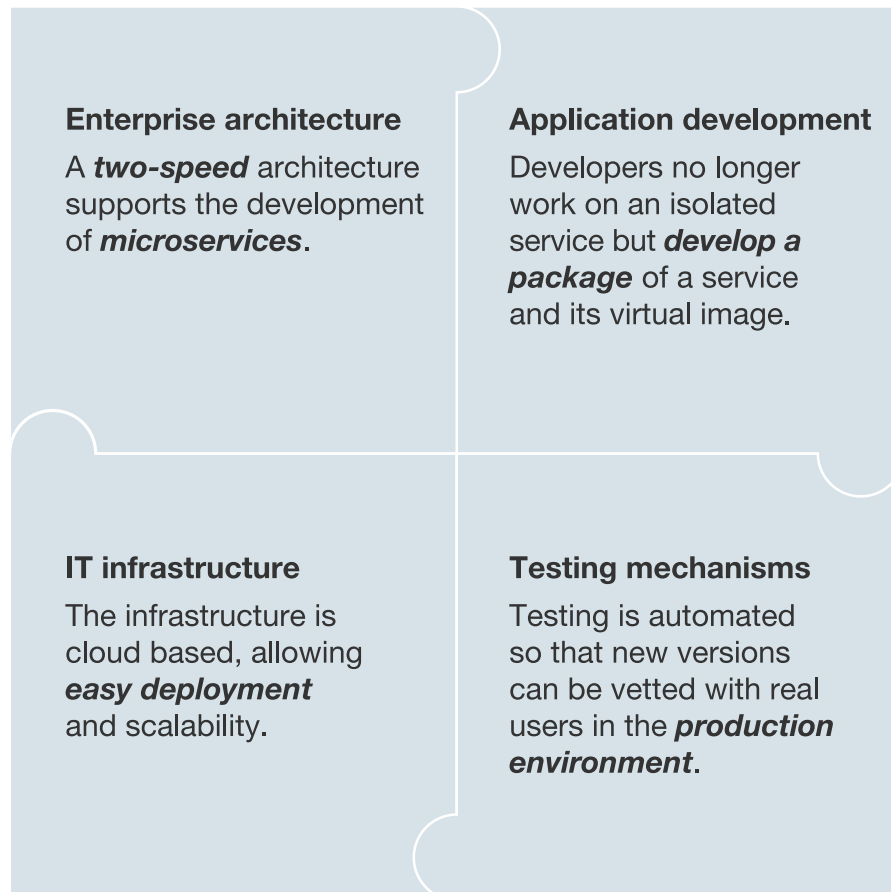 Enterprise architecture
A two-speed architecture
supports the development
of microservices.
Application development
Developers no longer
work on an isolated
service but develop a
package of a service
and its virtual image.
IT infrastructure
The infrastructure is
cloud based, allowing
easy deployment
and scalability.
Testing mechanisms
Testing is automated
so that new versions
can be vetted with real
users in the production
environment.